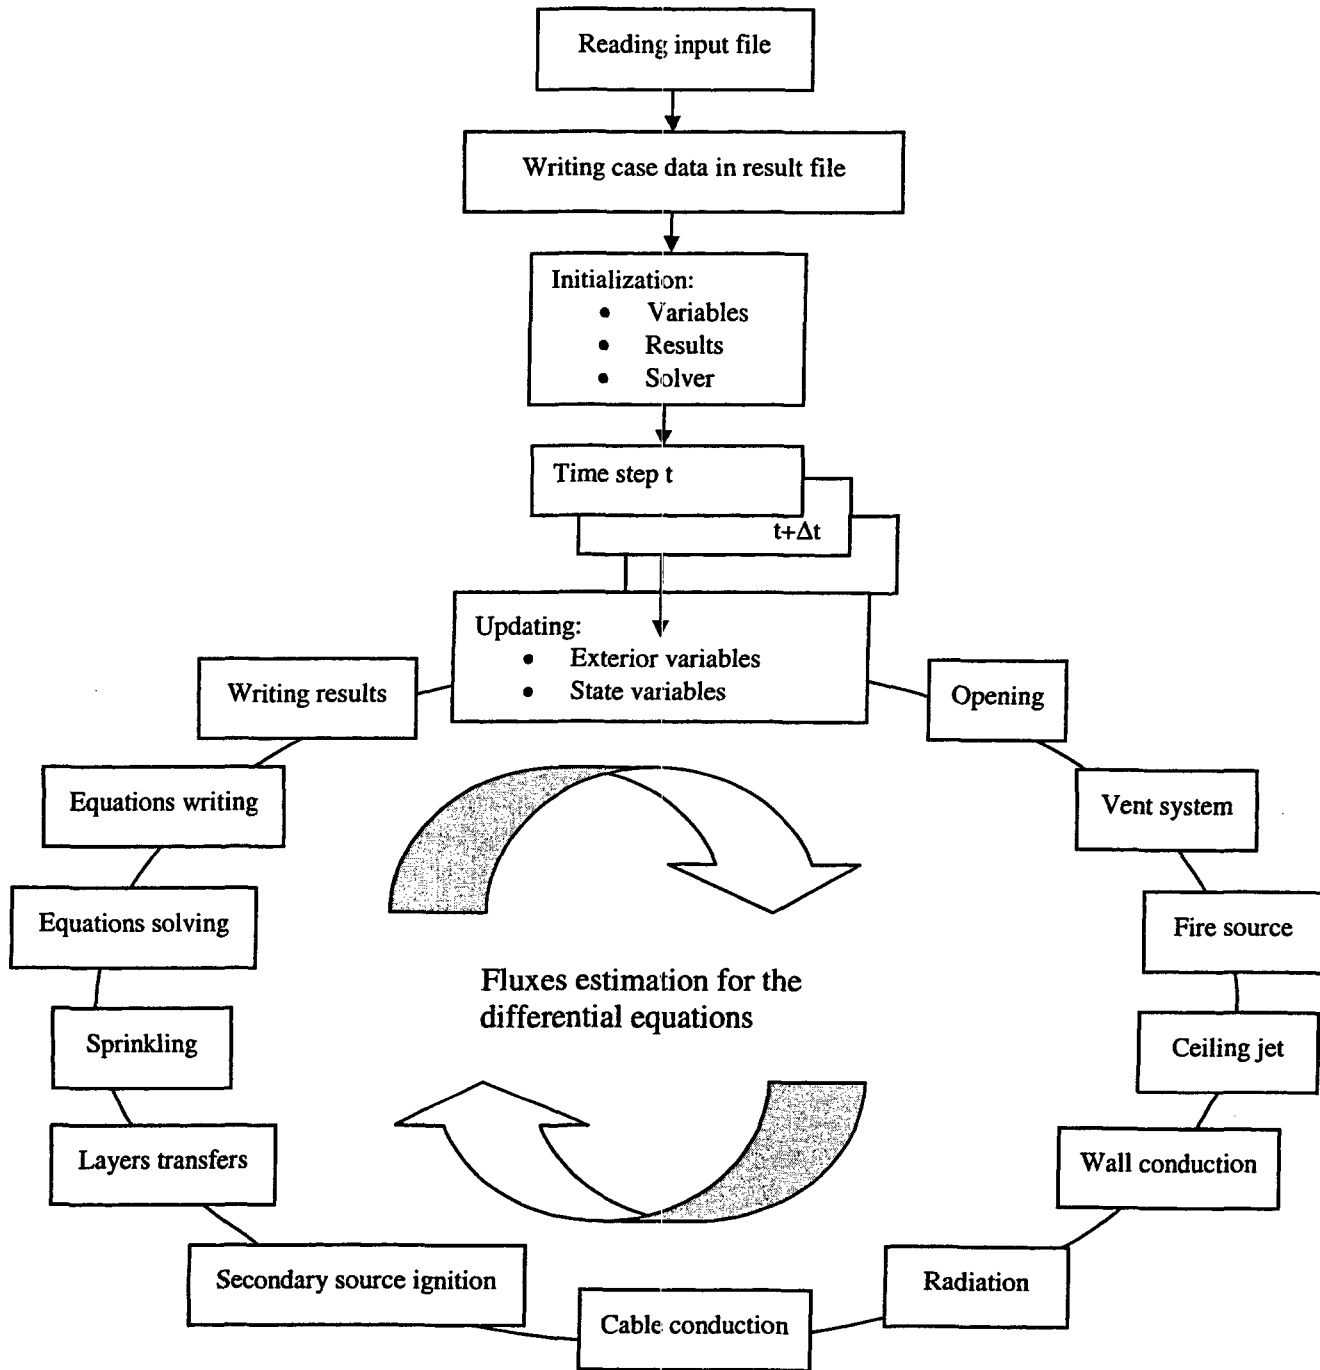 Reading input file
Writing case data in result file
Initialization:
• Variables
• Results
• Solver
Time step t
t+Δt
Updating:
• Exterior variables
• State variables
Writing results
Opening
Equations writing
Vent system
Equations solving
Fire source
Fluxes estimation for the
differential equations
Sprinkling
Ceiling jet
Layers transfers
Wall conduction
Secondary source ignition
Radiation
Cable conduction